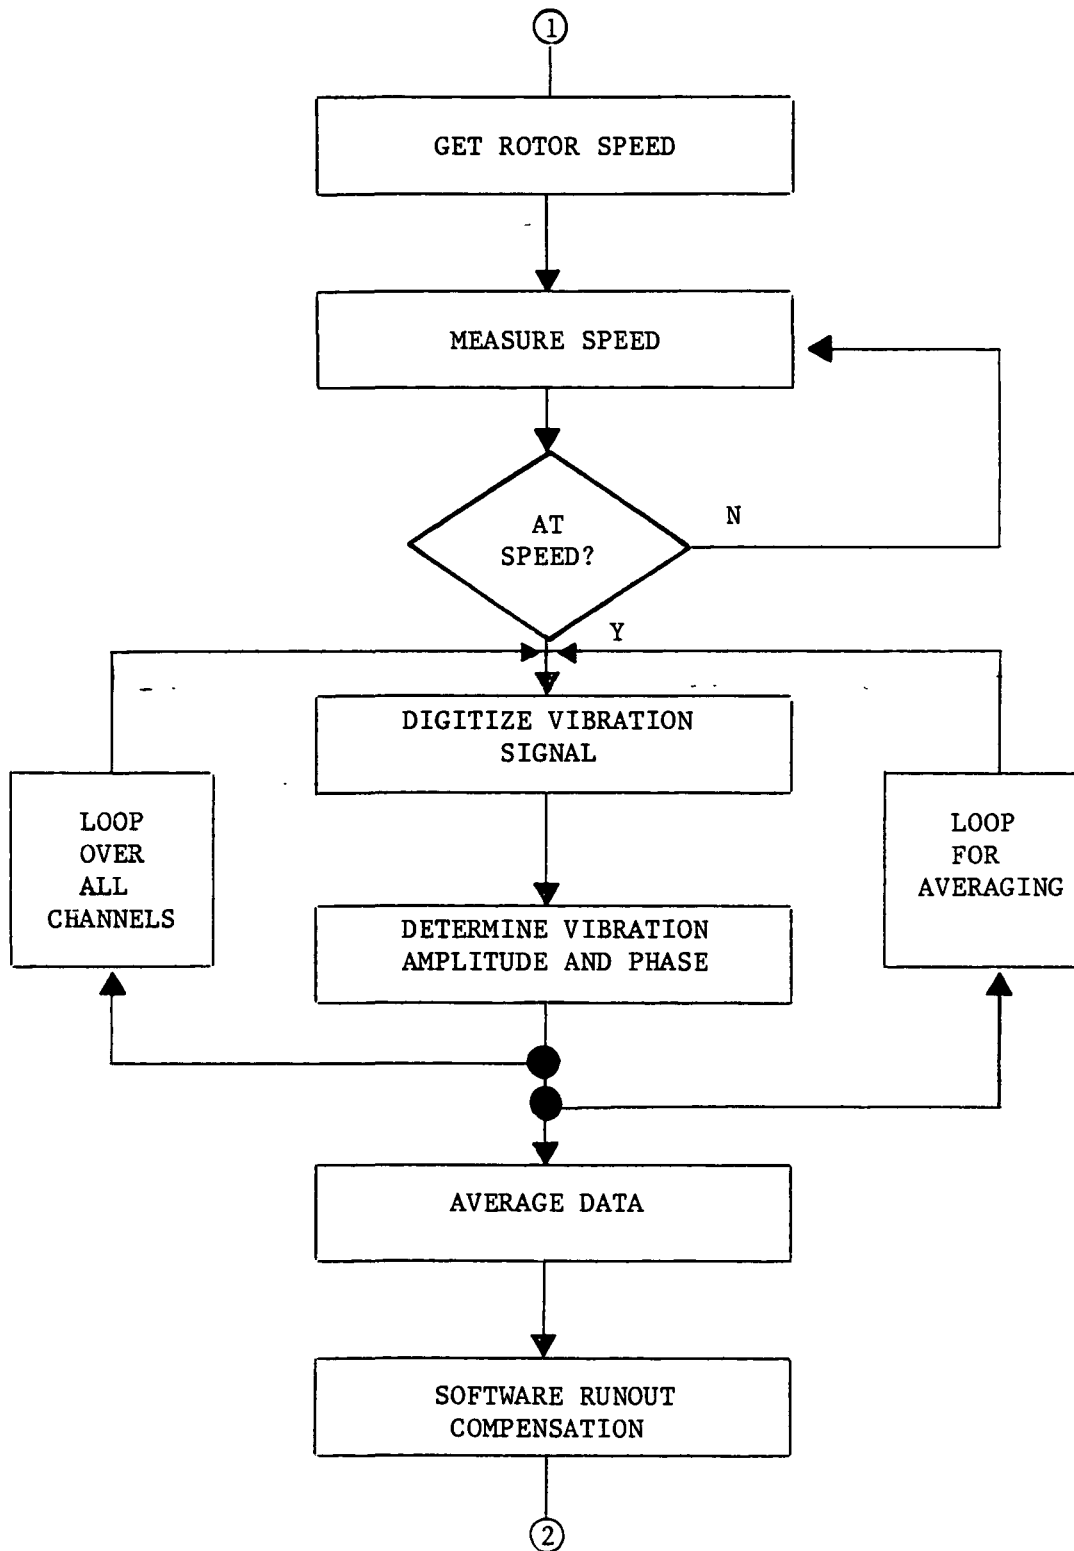 1
GET ROTOR SPEED
MEASURE SPEED
AT
SPEED?
N
Y
DIGITIZE VIBRATION
SIGNAL
LOOP
OVER
ALL
CHANNELS
LOOP
FOR
AVERAGING
DETERMINE VIBRATION
AMPLITUDE AND PHASE
AVERAGE DATA
SOFTWARE RUNOUT
COMPENSATION
2